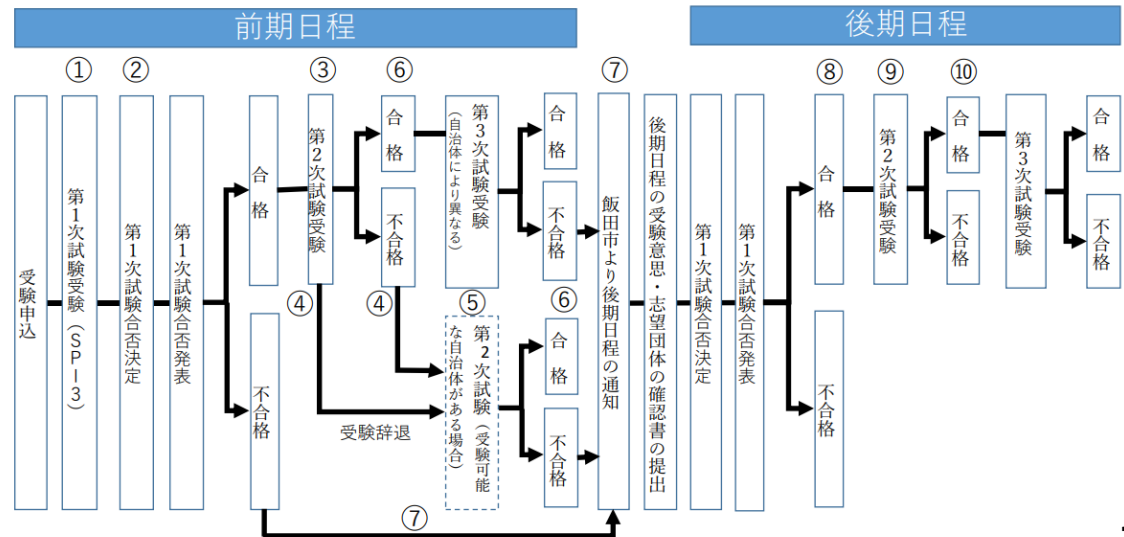 前期日程
後期日程
①
②
③
⑥
⑦
⑧
⑨
⑩
受験申込
第1次試験受験（SPI3）
第1次試験合否決定
第1次試験合否発表
合格
不合格
第2次試験受験
④
受験辞退
合格
不合格
④
第3次試験受験
（自治体により異なる）
⑤
第2次試験（受験可能
な自治体がある場合）
合格
不合格
⑥
合格
不合格
⑦
飯田市より後期日程の通知
後期日程の受験意思・志望団体の確認書の提出
第1次試験合否決定
第1次試験合否発表
合格
不合格
第2次試験受験
合格
不合格
第3次試験受験
合格
不合格